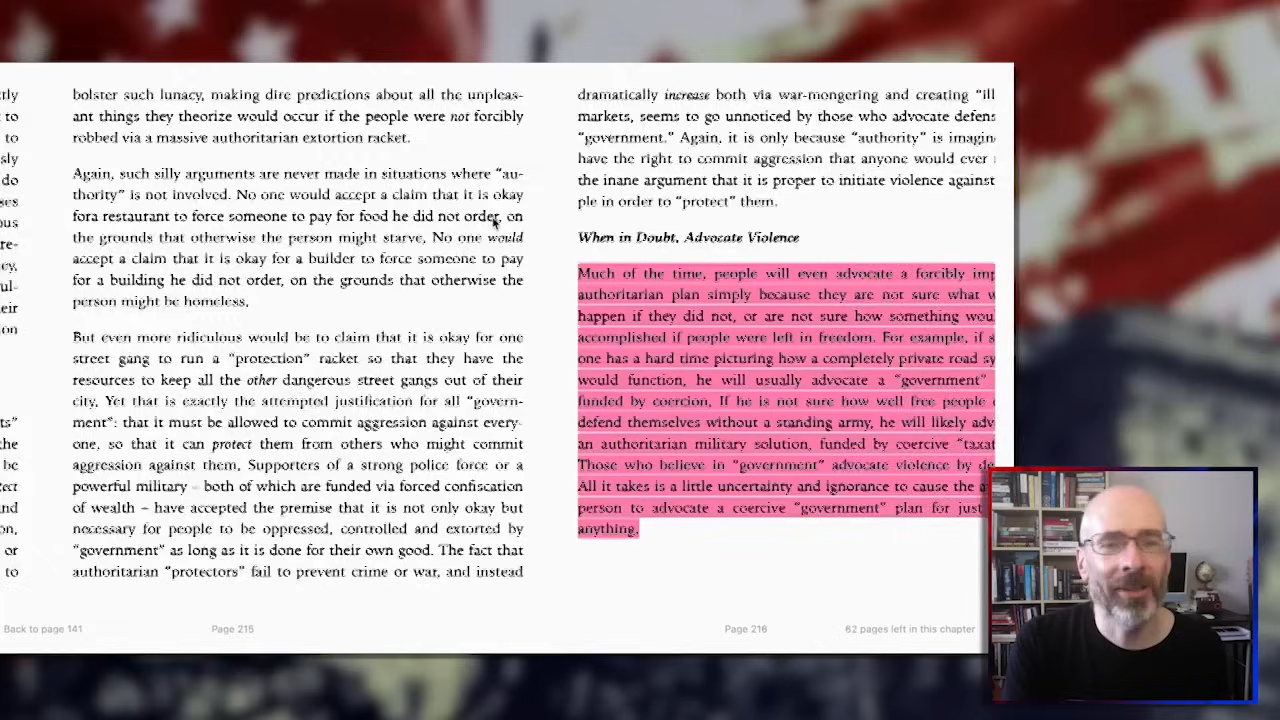 tly
to
to
sly
do
ses
ous
re-
cy,
ul-
eir
on
ts"
the
be
ect
nd
on,
or
to
bolster such lunacy, making dire predictions about all the unpleas-
ant things they theorize would occur if the people were not forcibly
robbed via a massive authoritarian extortion racket.
Again, such silly arguments are never made in situations where "au-
thority" is not involved. No one would accept a claim that it is okay
fora restaurant to force someone to pay for food he did not order, on
the grounds that otherwise the person might starve, No one would
accept a claim that it is okay for a builder to force someone to pay
for a building he did not order, on the grounds that otherwise the
person might be homeless,
But even more ridiculous would be to claim that it is okay for one
street gang to run a "protection" racket so that they have the
resources to keep all the other dangerous street gangs out of their
city, Yet that is exactly the attempted justification for all "govern-
ment": that it must be allowed to commit aggression against every-
one, so that it can protect them from others who might commit
aggression against them, Supporters of a strong police force or a
powerful military – both of which are funded via forced confiscation
of wealth – have accepted the premise that it is not only okay but
necessary for people to be oppressed, controlled and extorted by
"government" as long as it is done for their own good. The fact that
authoritarian "protectors" fail to prevent crime or war, and instead
Back to page 141
Page 215
dramatically increase both via war-mongering and creating "ill
markets, seems to go unnoticed by those who advocate defens
"government." Again, it is only because "authority" is imagin
have the right to commit aggression that anyone would ever
the inane argument that it is proper to initiate violence against
ple in order to "protect" them.
When in Doubt, Advocate Violence
Much of the time, people will even advocate a forcibly imp
authoritarian plan simply because they are not sure what w
happen if they did not, or are not sure how something wou
accomplished if people were left in freedom. For example, if s
one has a hard time picturing how a completely private road sy
would function, he will usually advocate a "government"
funded by coercion, If he is not sure how well free people
defend themselves without a standing army, he will likely adv
an authoritarian military solution, funded by coercive "taxat
Those who believe in "government" advocate violence by de
All it takes is a little uncertainty and ignorance to cause the a
person to advocate a coercive "government" plan for just
anything.
Page 216
62 pages left in this chapter